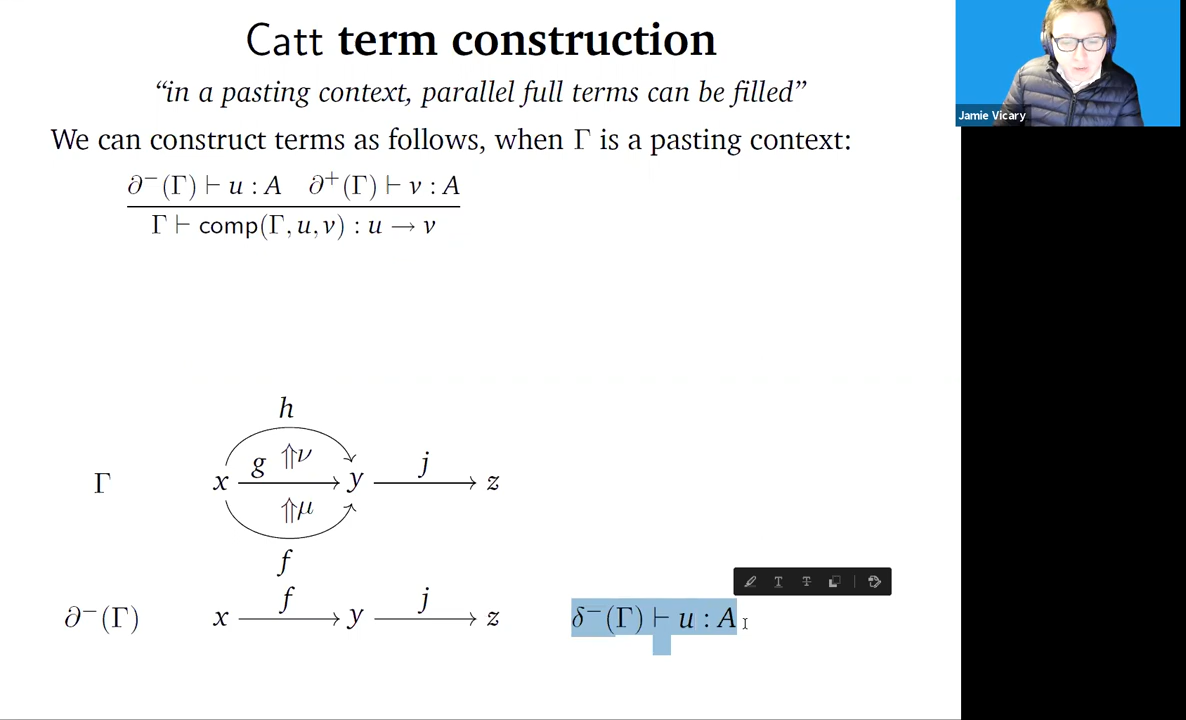 Catt term construction
“in a pasting context, parallel full terms can be filled”
Jamie Vicary
We can construct terms as follows, when Γ is a pasting context:
∂⁻(Γ) ⊢ u : A ∂⁺(Γ) ⊢ v : A
Γ ⊢ comp(Γ, u, v) : u → v
h
g ⇑ν j
Γ x y z
⇑μ
f
f j
∂⁻(Γ) x y z δ⁻(Γ) ⊢ u : A